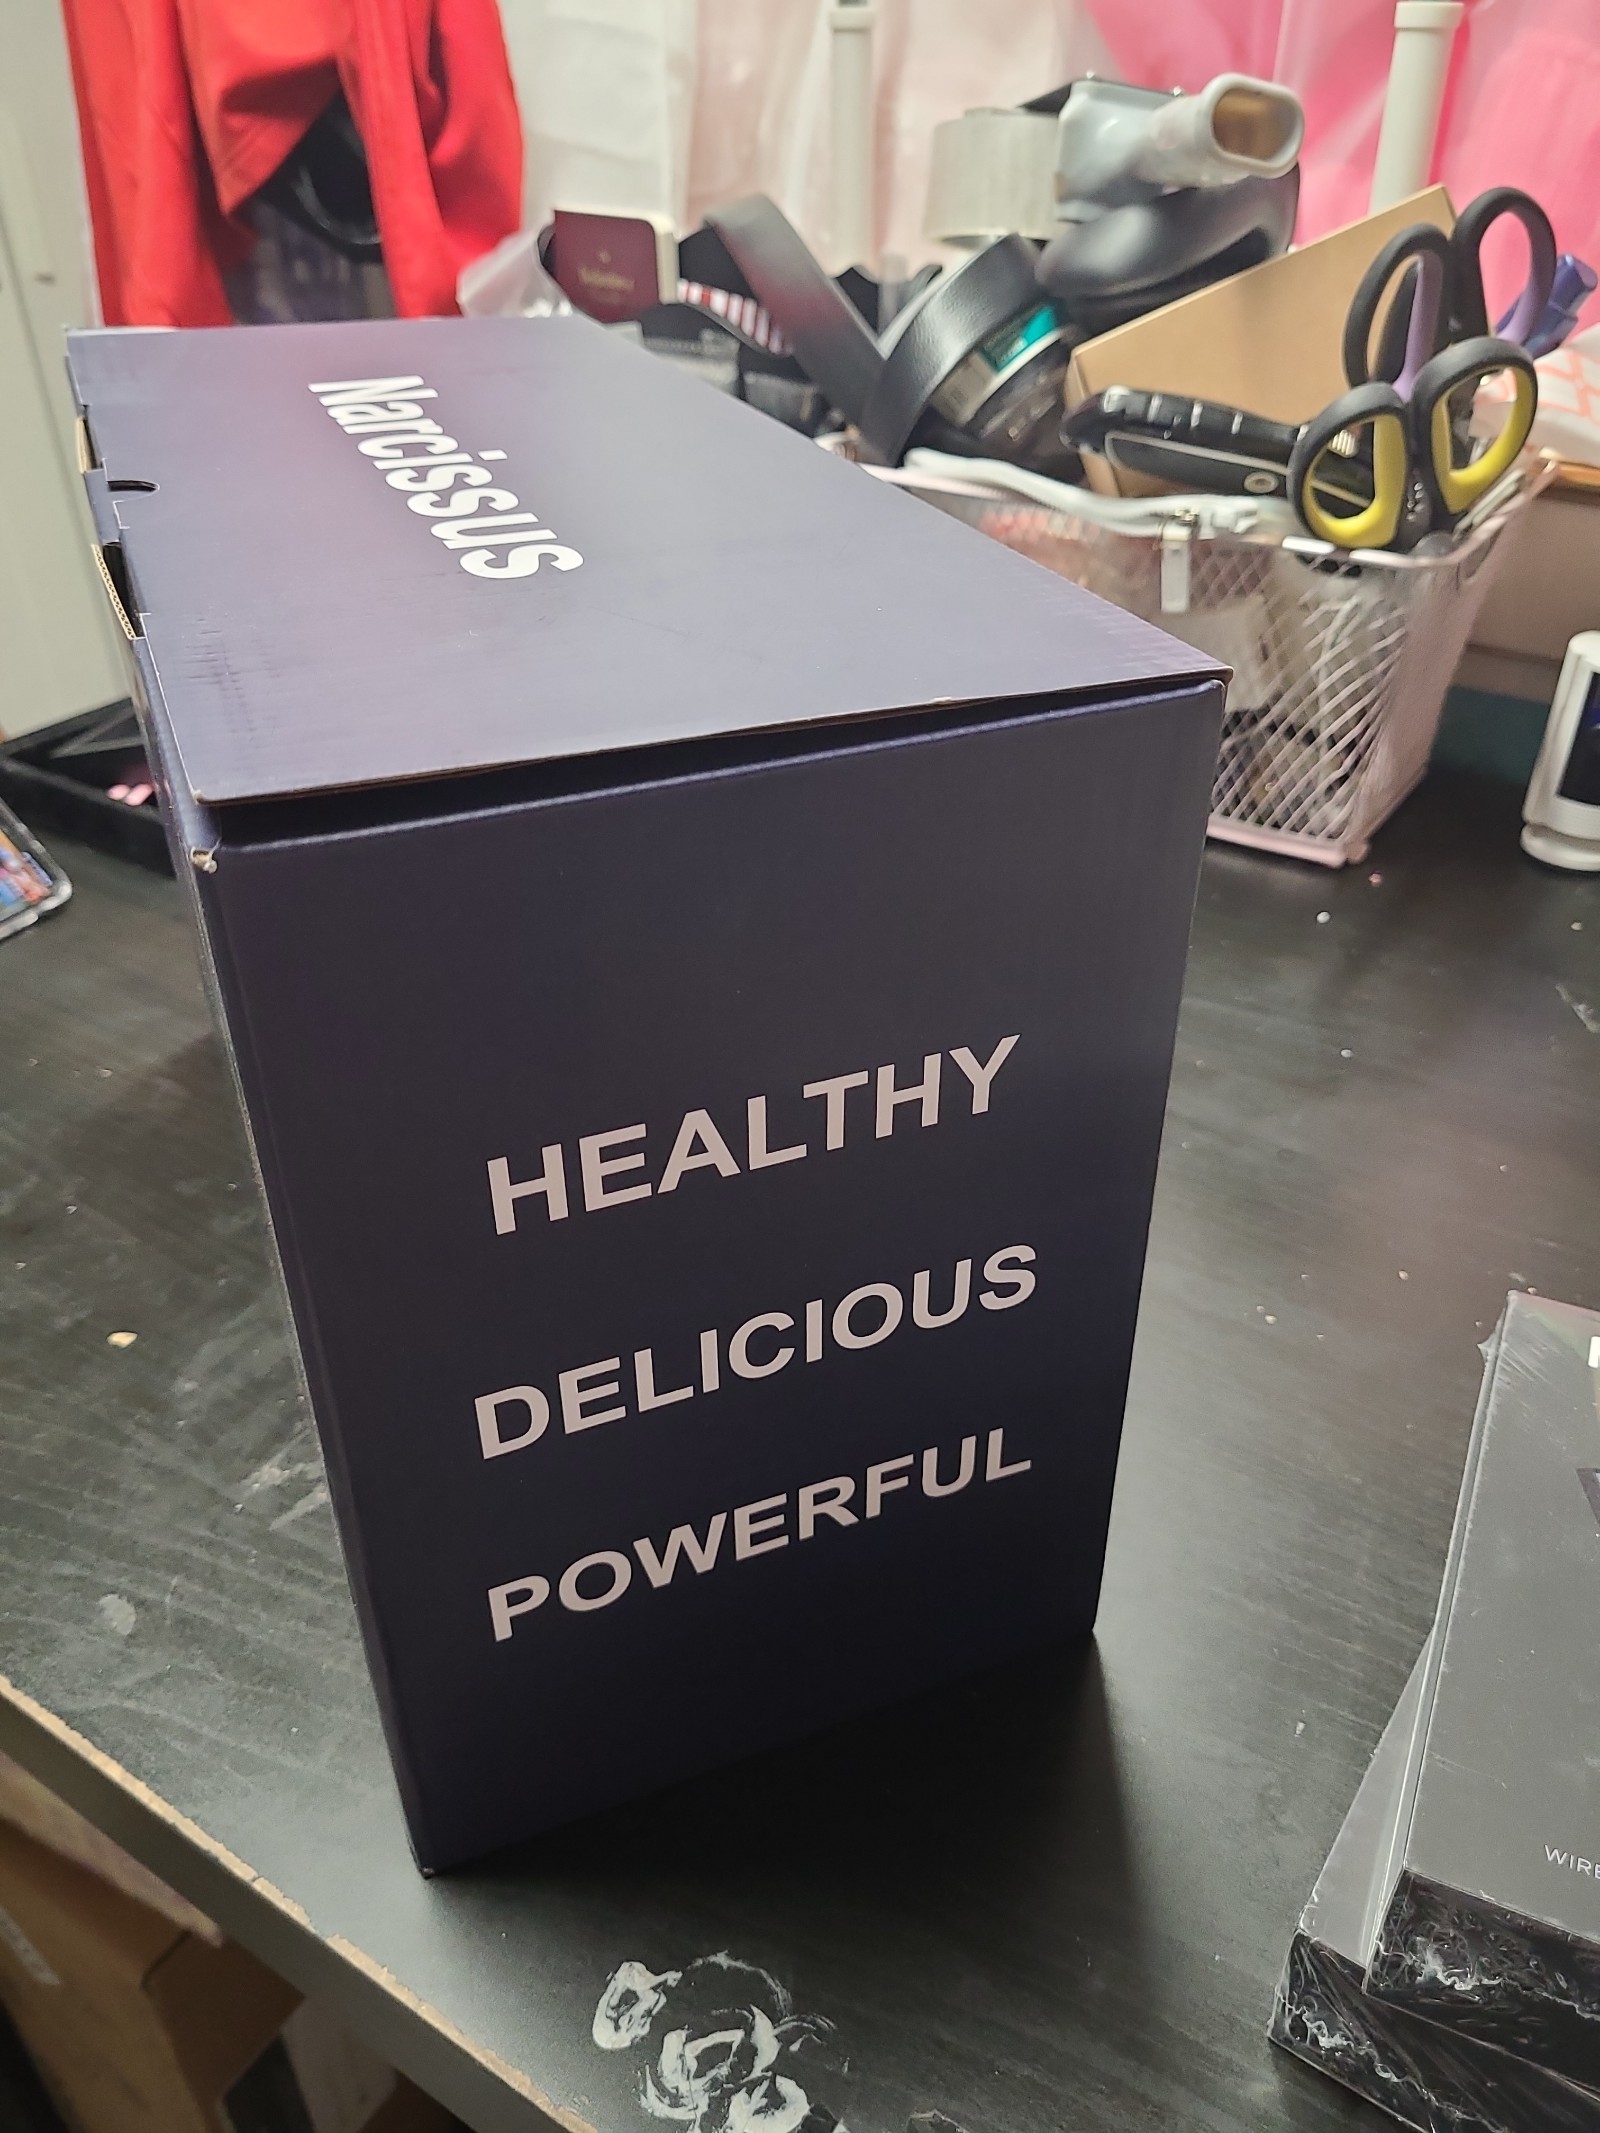 Narcissus
HEALTHY
DELICIOUS
POWERFUL